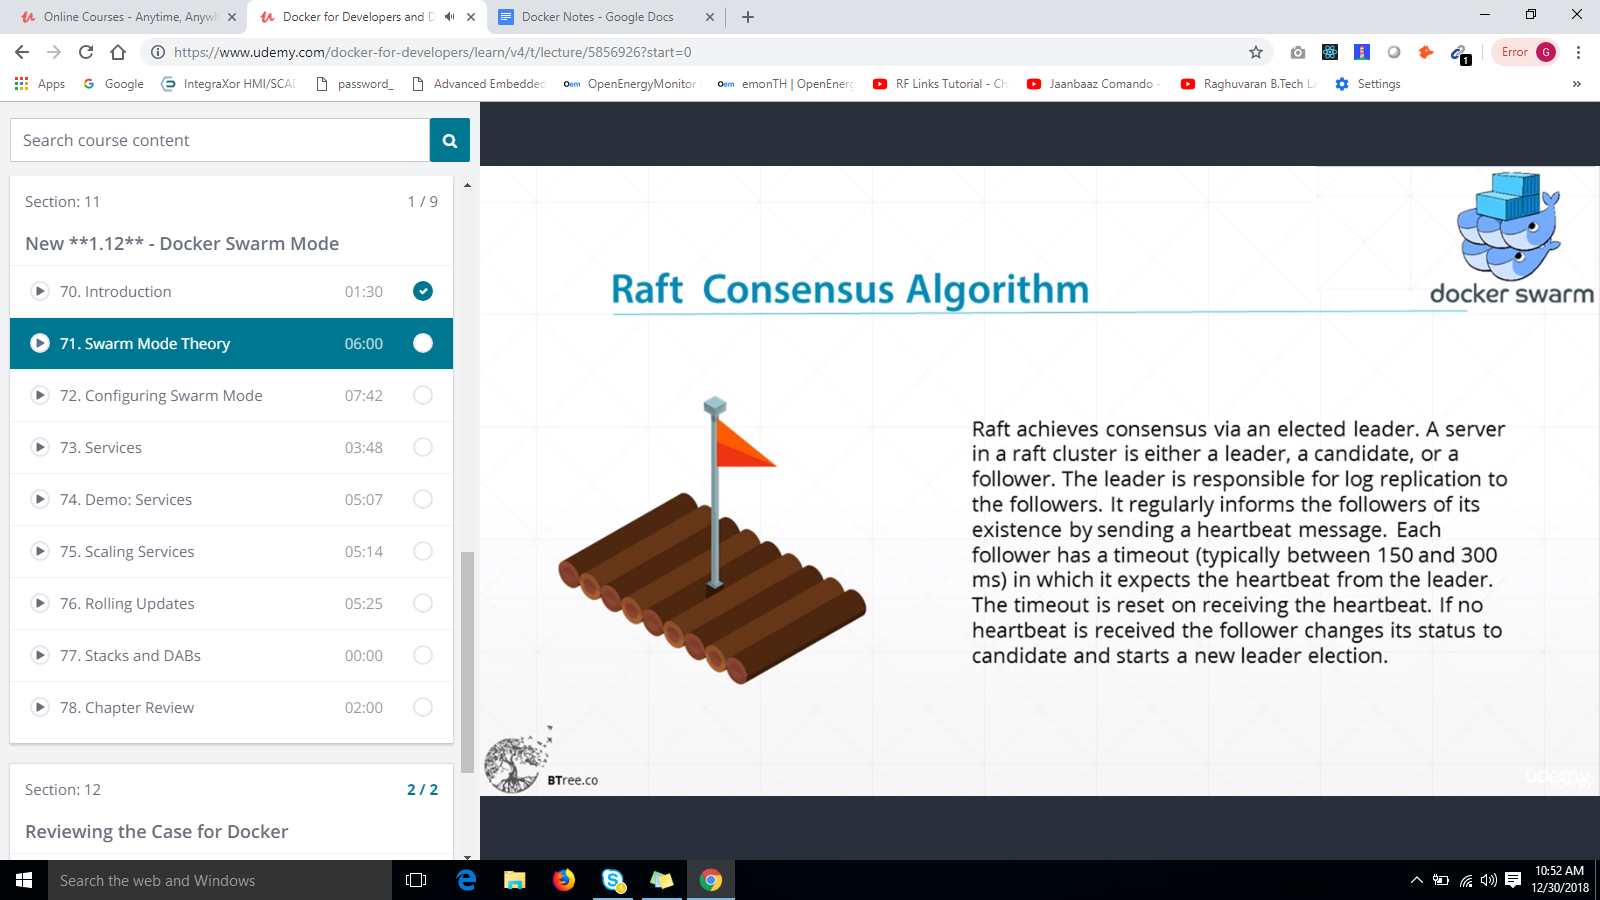 Online Courses - Anytime, Anywh
Docker for Developers and D
Docker Notes - Google Docs
https://www.udemy.com/docker-for-developers/learn/v4/t/lecture/5856926?start=0
1
Error G
Apps
Google
IntegraXor HMI/SCAD
password_
Advanced Embedded
Oem OpenEnergyMonitor
Oem emonTH | OpenEnerg
RF Links Tutorial - Ch
Jaanbaaz Comando -
Raghuvaran B.Tech La
Settings
»
Search course content
Section: 11 1 / 9
New **1.12** - Docker Swarm Mode
70. Introduction 01:30
71. Swarm Mode Theory 06:00
72. Configuring Swarm Mode 07:42
73. Services 03:48
74. Demo: Services 05:07
75. Scaling Services 05:14
76. Rolling Updates 05:25
77. Stacks and DABs 00:00
78. Chapter Review 02:00
Section: 12 2 / 2
Reviewing the Case for Docker
docker swarm
Raft Consensus Algorithm
Raft achieves consensus via an elected leader. A server
in a raft cluster is either a leader, a candidate, or a
follower. The leader is responsible for log replication to
the followers. It regularly informs the followers of its
existence by sending a heartbeat message. Each
follower has a timeout (typically between 150 and 300
ms) in which it expects the heartbeat from the leader.
The timeout is reset on receiving the heartbeat. If no
heartbeat is received the follower changes its status to
candidate and starts a new leader election.
BTree.co
udemy
Search the web and Windows
10:52 AM
12/30/2018